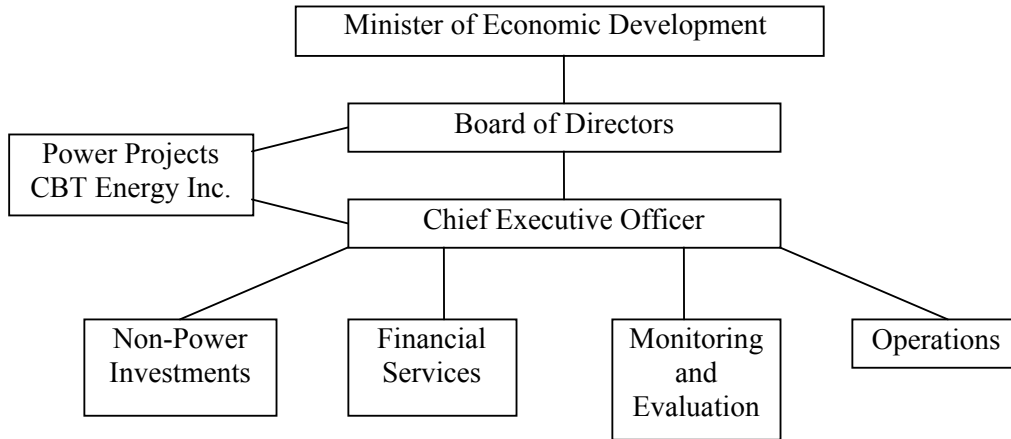 Minister of Economic Development
Board of Directors
Power Projects
CBT Energy Inc.
Chief Executive Officer
Non-Power
Investments
Financial
Services
Monitoring
and
Evaluation
Operations